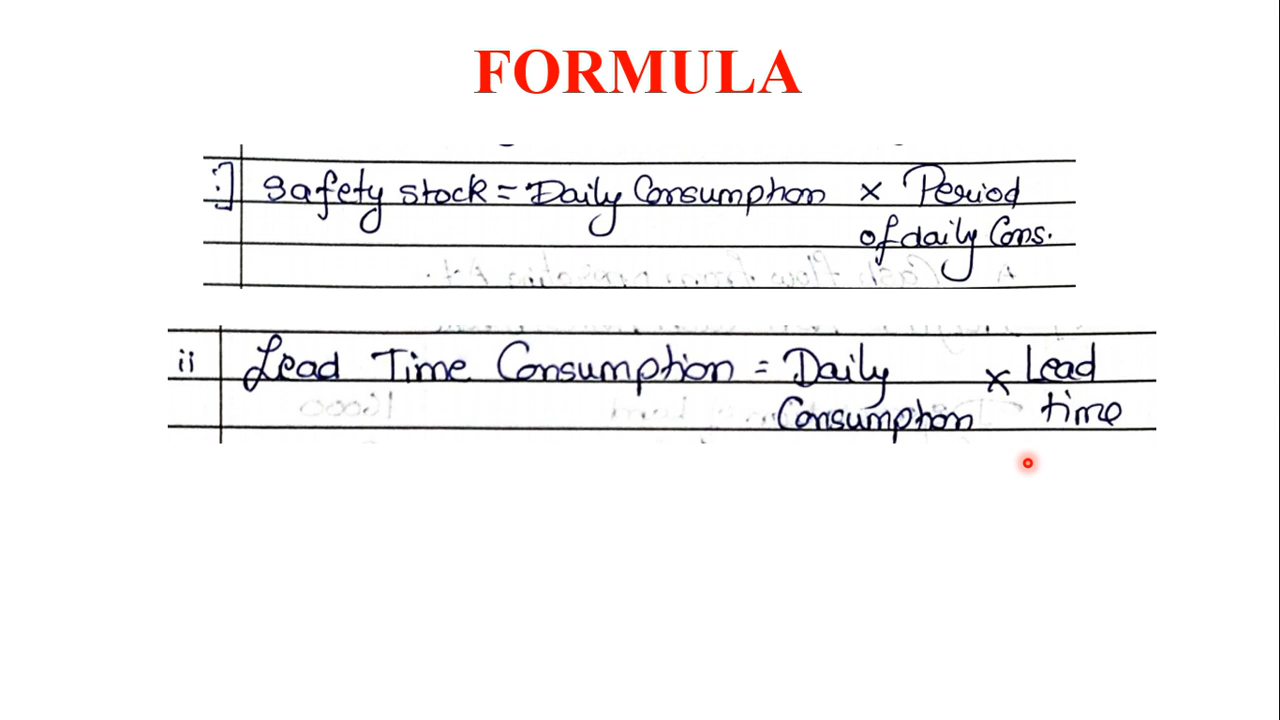 FORMULA
i] Safety stock = Daily Consumption × Period
of daily Cons.
ii Lead Time Consumption = Daily × Lead
Consumption time